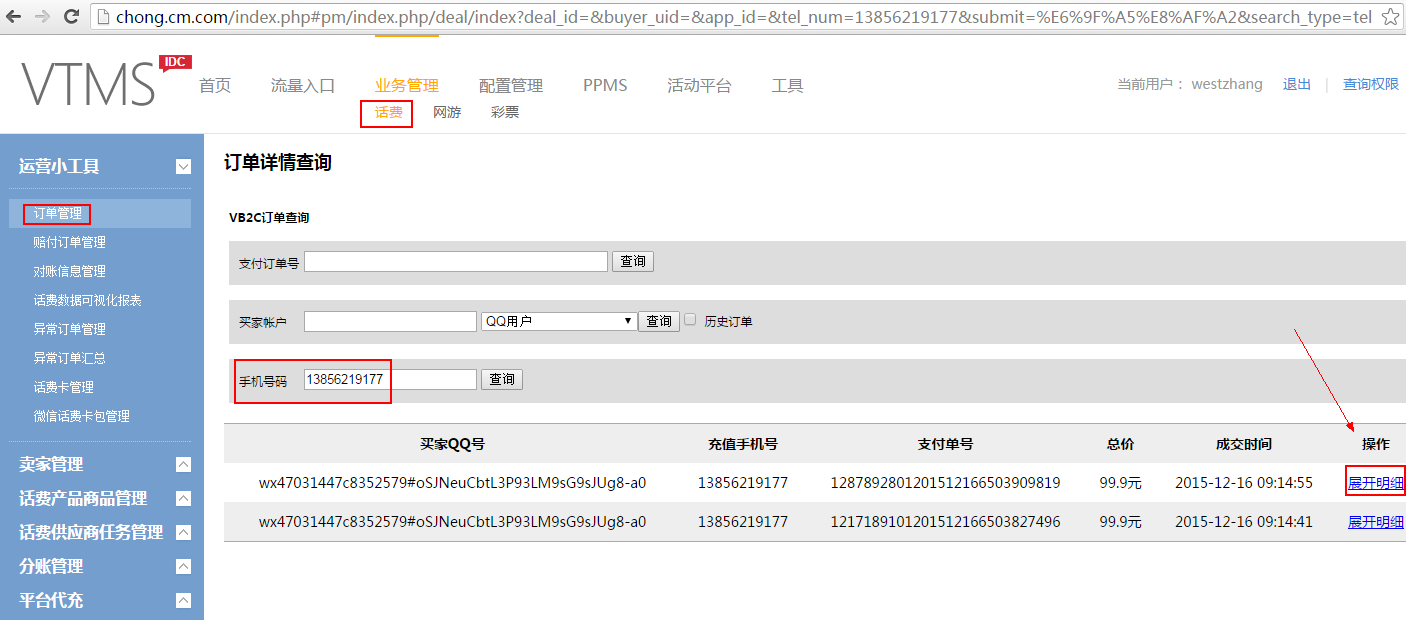 chong.cm.com/index.php#pm/index.php/deal/index?deal_id=&buyer_uid=&app_id=&tel_num=13856219177&submit=%E6%9F%A5%E8%AF%A2&search_type=tel
VTMS IDC
首页 流量入口 业务管理 配置管理 PPMS 活动平台 工具
当前用户: westzhang 退出 | 查询权限
话费 网游 彩票
运营小工具
订单管理
赔付订单管理
对账信息管理
话费数据可视化报表
异常订单管理
异常订单汇总
话费卡管理
微信话费卡包管理
卖家管理
话费产品商品管理
话费供应商任务管理
分账管理
平台代充
订单详情查询
VB2C订单查询
支付订单号 查询
买家帐户 QQ用户 查询 历史订单
手机号码 13856219177 查询
买家QQ号 充值手机号 支付单号 总价 成交时间 操作
wx47031447c8352579#oSJNeuCbtL3P93LM9sG9sJUg8-a0 13856219177 1287892801201512166503909819 99.9元 2015-12-16 09:14:55 展开明细
wx47031447c8352579#oSJNeuCbtL3P93LM9sG9sJUg8-a0 13856219177 1217189101201512166503827496 99.9元 2015-12-16 09:14:41 展开明细